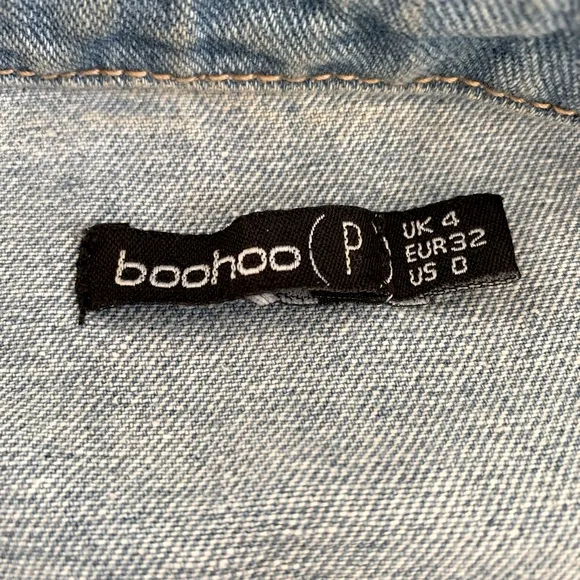 boohoo (P)
UK 4
EUR 32
US 0